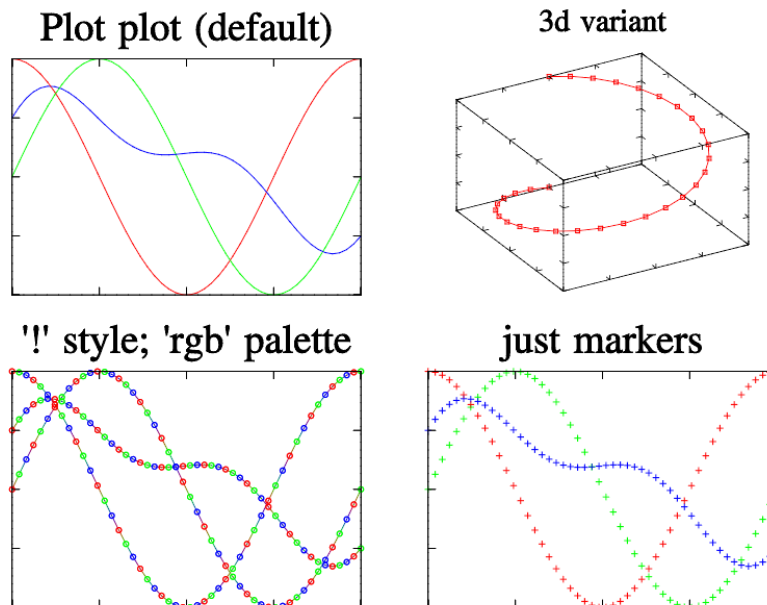 Plot plot (default)
3d variant
'!' style; 'rgb' palette
just markers